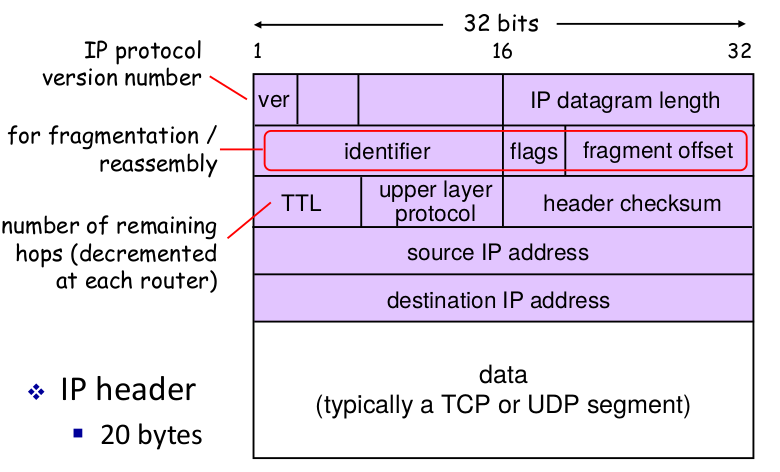 32 bits
1 16 32
IP protocol
version number
ver
IP datagram length
for fragmentation /
reassembly
identifier
flags
fragment offset
TTL
upper layer
protocol
header checksum
number of remaining
hops (decremented
at each router)
source IP address
destination IP address
data
(typically a TCP or UDP segment)
❖ IP header
▪ 20 bytes